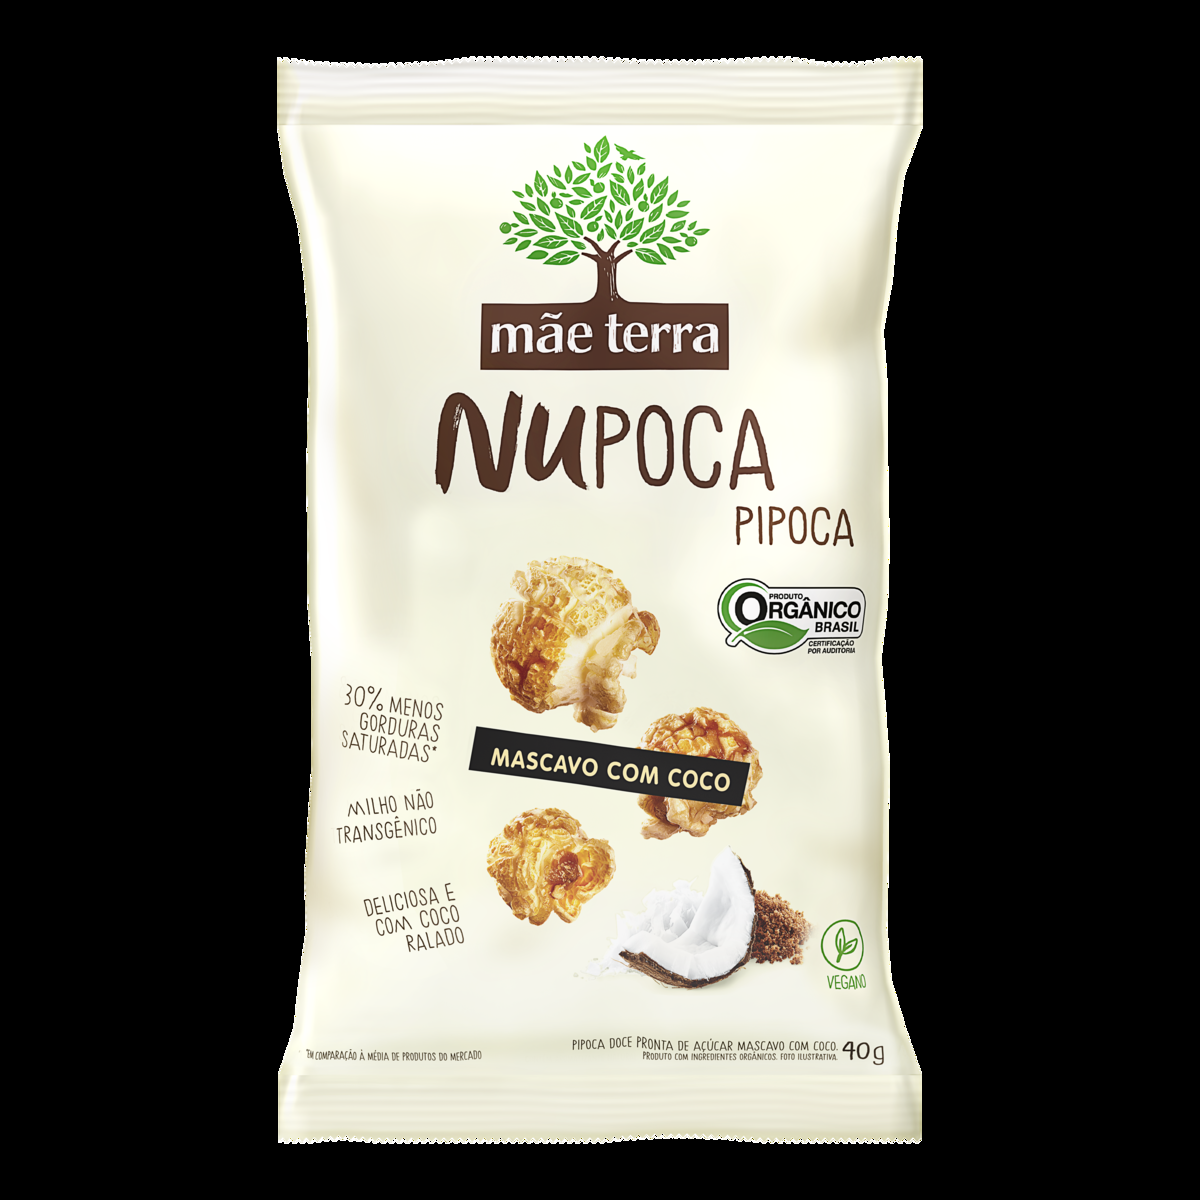 mãe terra
NUPOCA
PIPOCA
PRODUTO
ORGÂNICO
BRASIL
CERTIFICAÇÃO
POR AUDITORIA
30% MENOS
GORDURAS
SATURADAS*
MASCAVO COM COCO
MILHO NÃO
TRANSGÊNICO
DELICIOSA E
COM COCO
RALADO
VEGANO
*EM COMPARAÇÃO À MÉDIA DE PRODUTOS DO MERCADO
PIPOCA DOCE PRONTA DE AÇÚCAR MASCAVO COM COCO.
PRODUTO COM INGREDIENTES ORGÂNICOS. FOTO ILUSTRATIVA.
40g